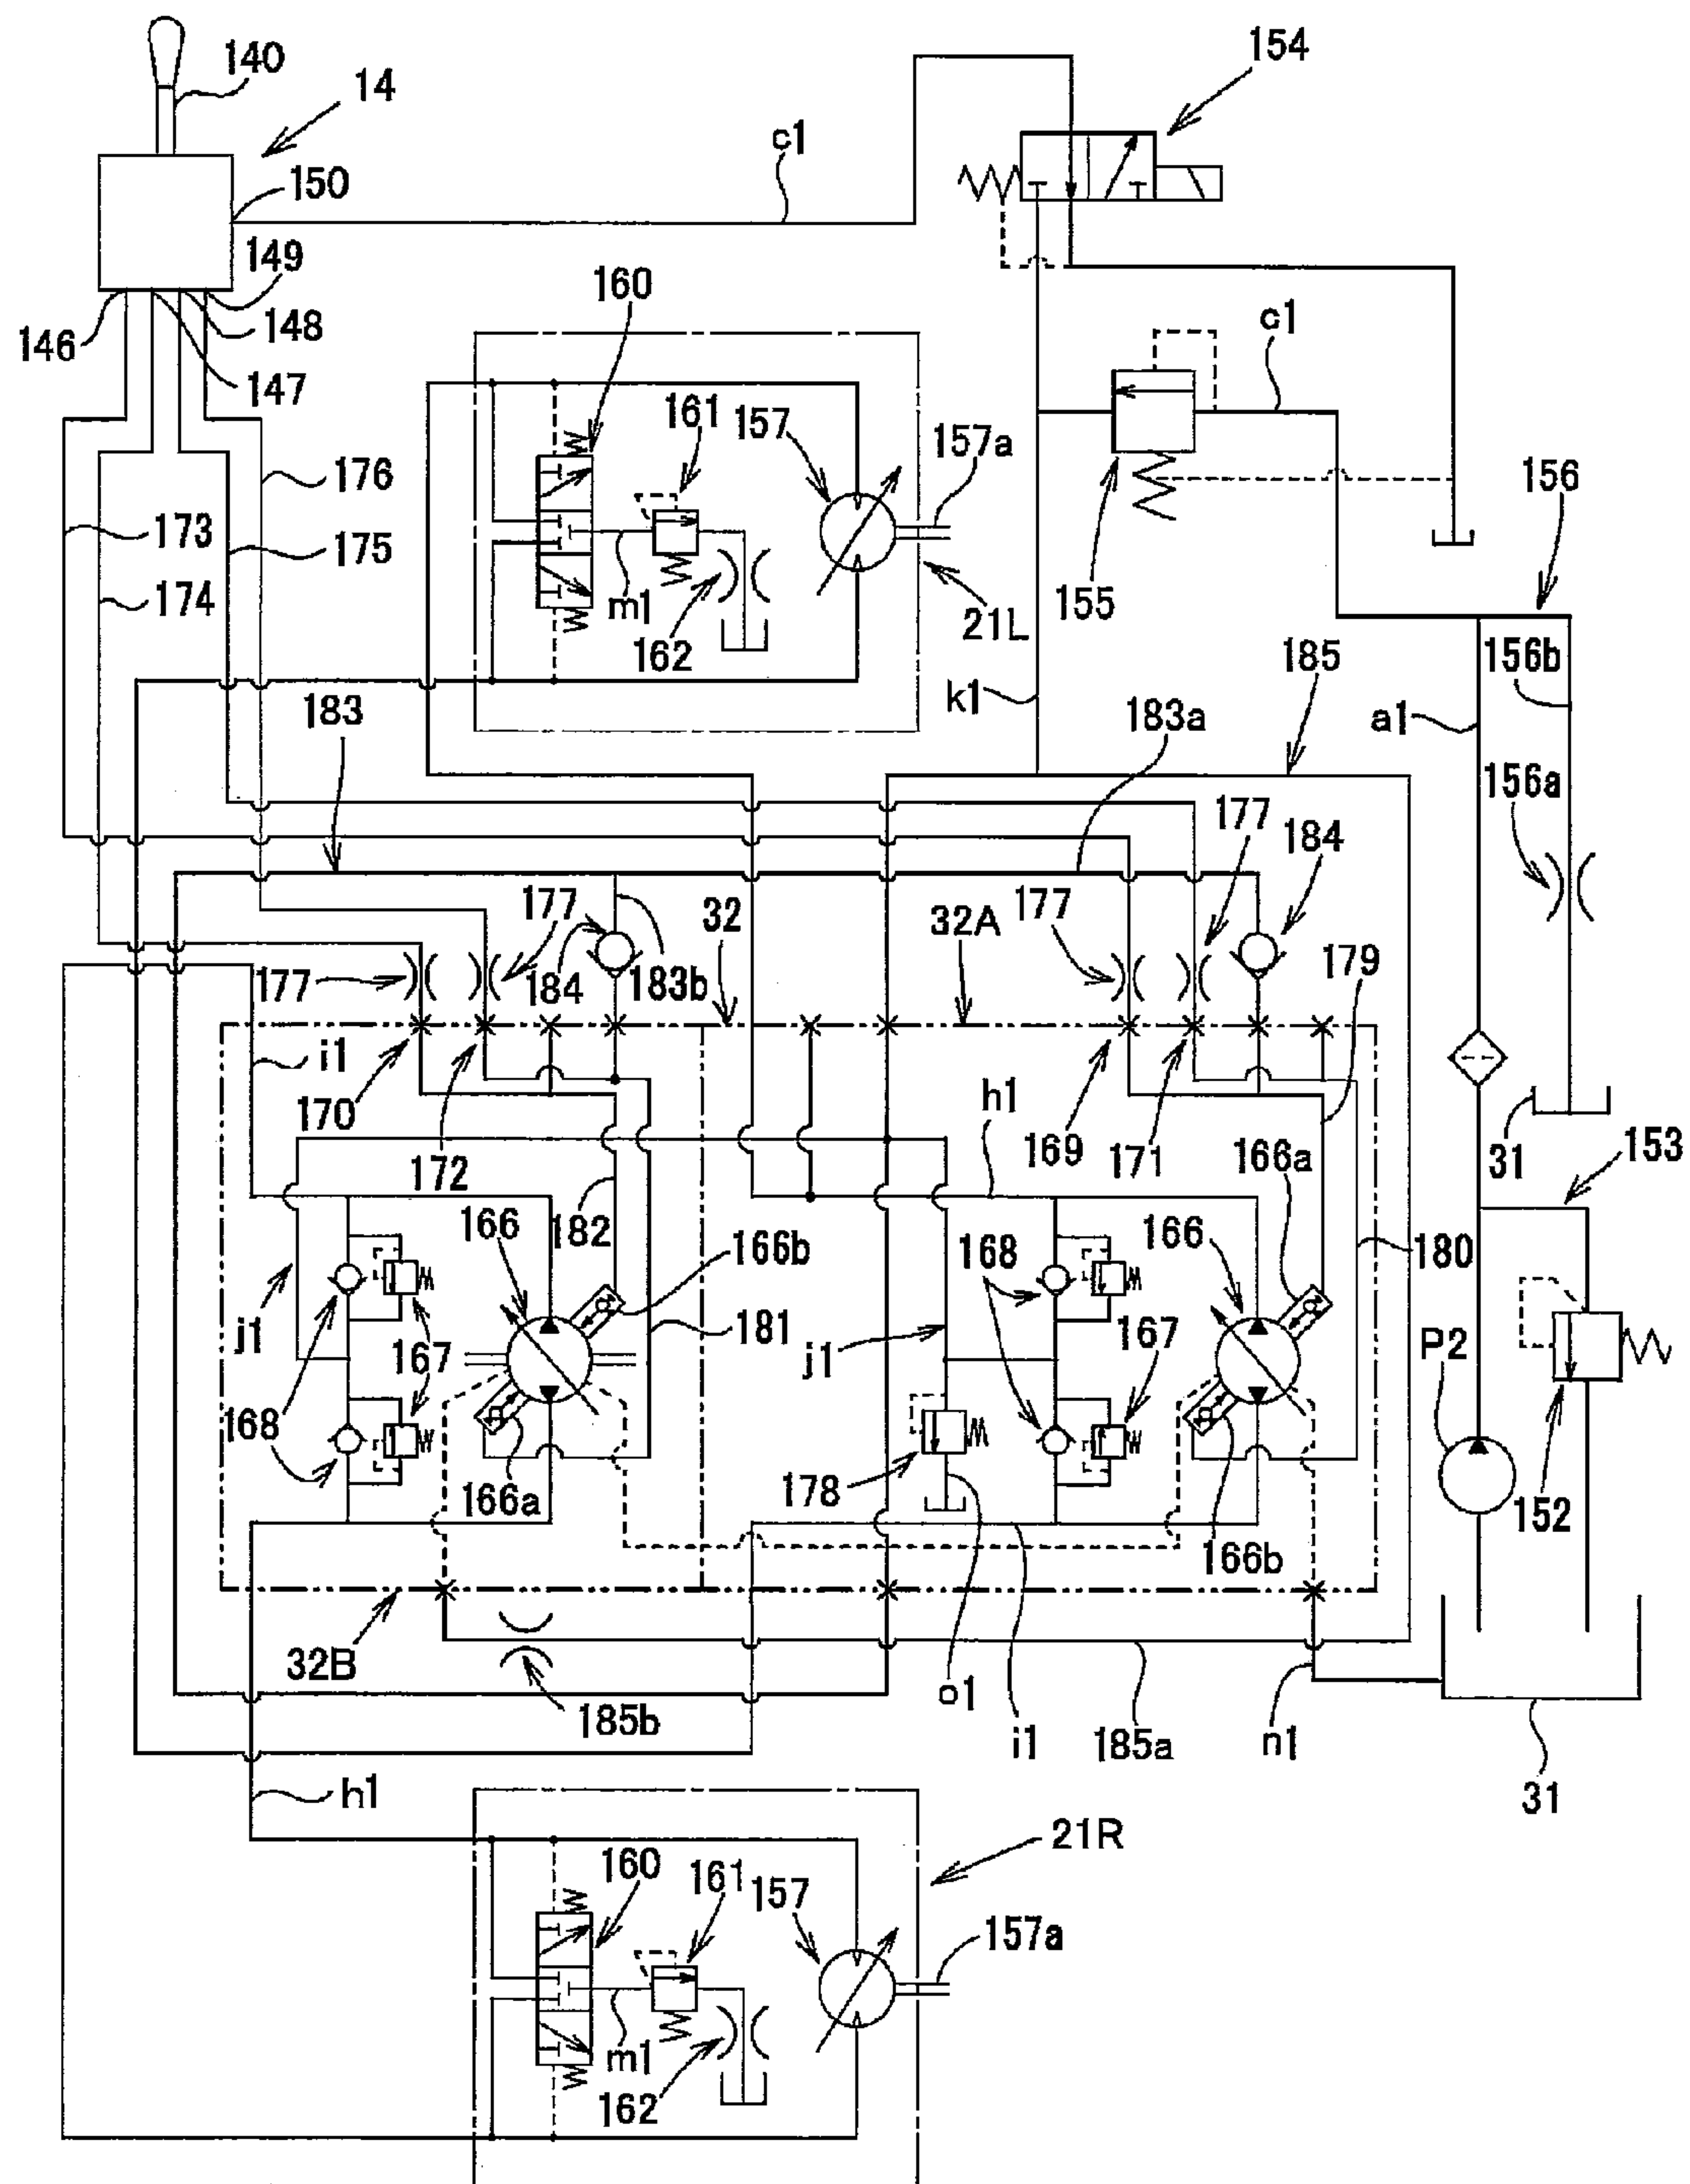 140
154
14
c1
150
149
160
c1
148
146
147
161
157
157a
156
176
173
175
155
174
m1
162
21L
185
156b
k1
183
183a
a1
156a
177
184
177
32
177
32A
179
177
184
183b
i1
170
h1
172
169
171
31
153
166a
182
166
166b
168
166
180
j1
181
167
j1
167
P2
168
178
166a
152
166b
32B
o1
185b
i1
185a
n1
31
h1
21R
160
161
157
157a
m1
162